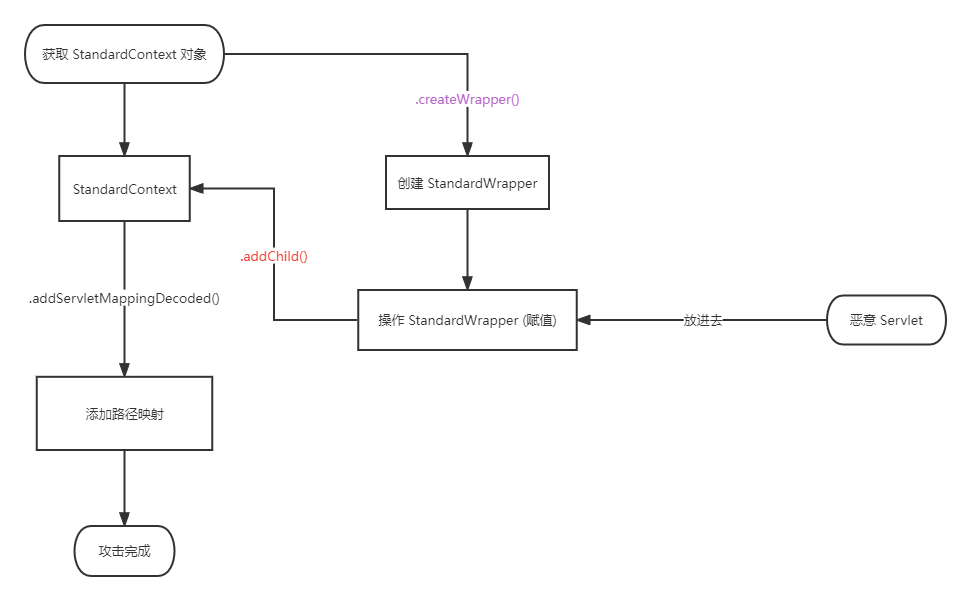 获取 StandardContext 对象
.createWrapper()
StandardContext
创建 StandardWrapper
.addChild()
.addServletMappingDecoded()
操作 StandardWrapper (赋值)
放进去
恶意 Servlet
添加路径映射
攻击完成